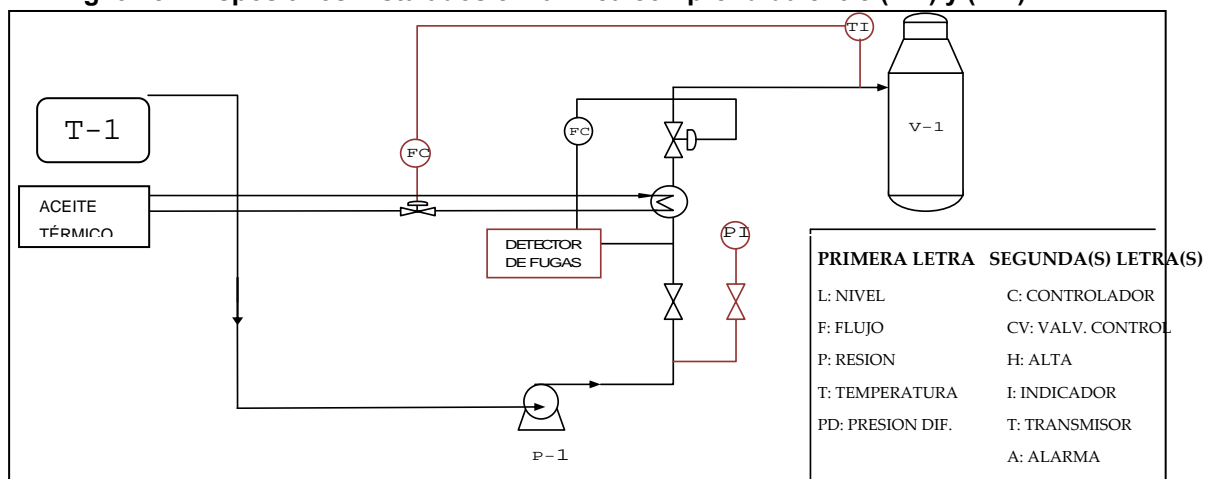 TI
T-1
FC
V-1
FC
ACEITE
TÉRMICO
DETECTOR
DE FUGAS
PI
P-1
PRIMERA LETRA SEGUNDA(S) LETRA(S)
L: NIVEL C: CONTROLADOR
F: FLUJO CV: VALV. CONTROL
P: RESION H: ALTA
T: TEMPERATURA I: INDICADOR
PD: PRESION DIF. T: TRANSMISOR
A: ALARMA